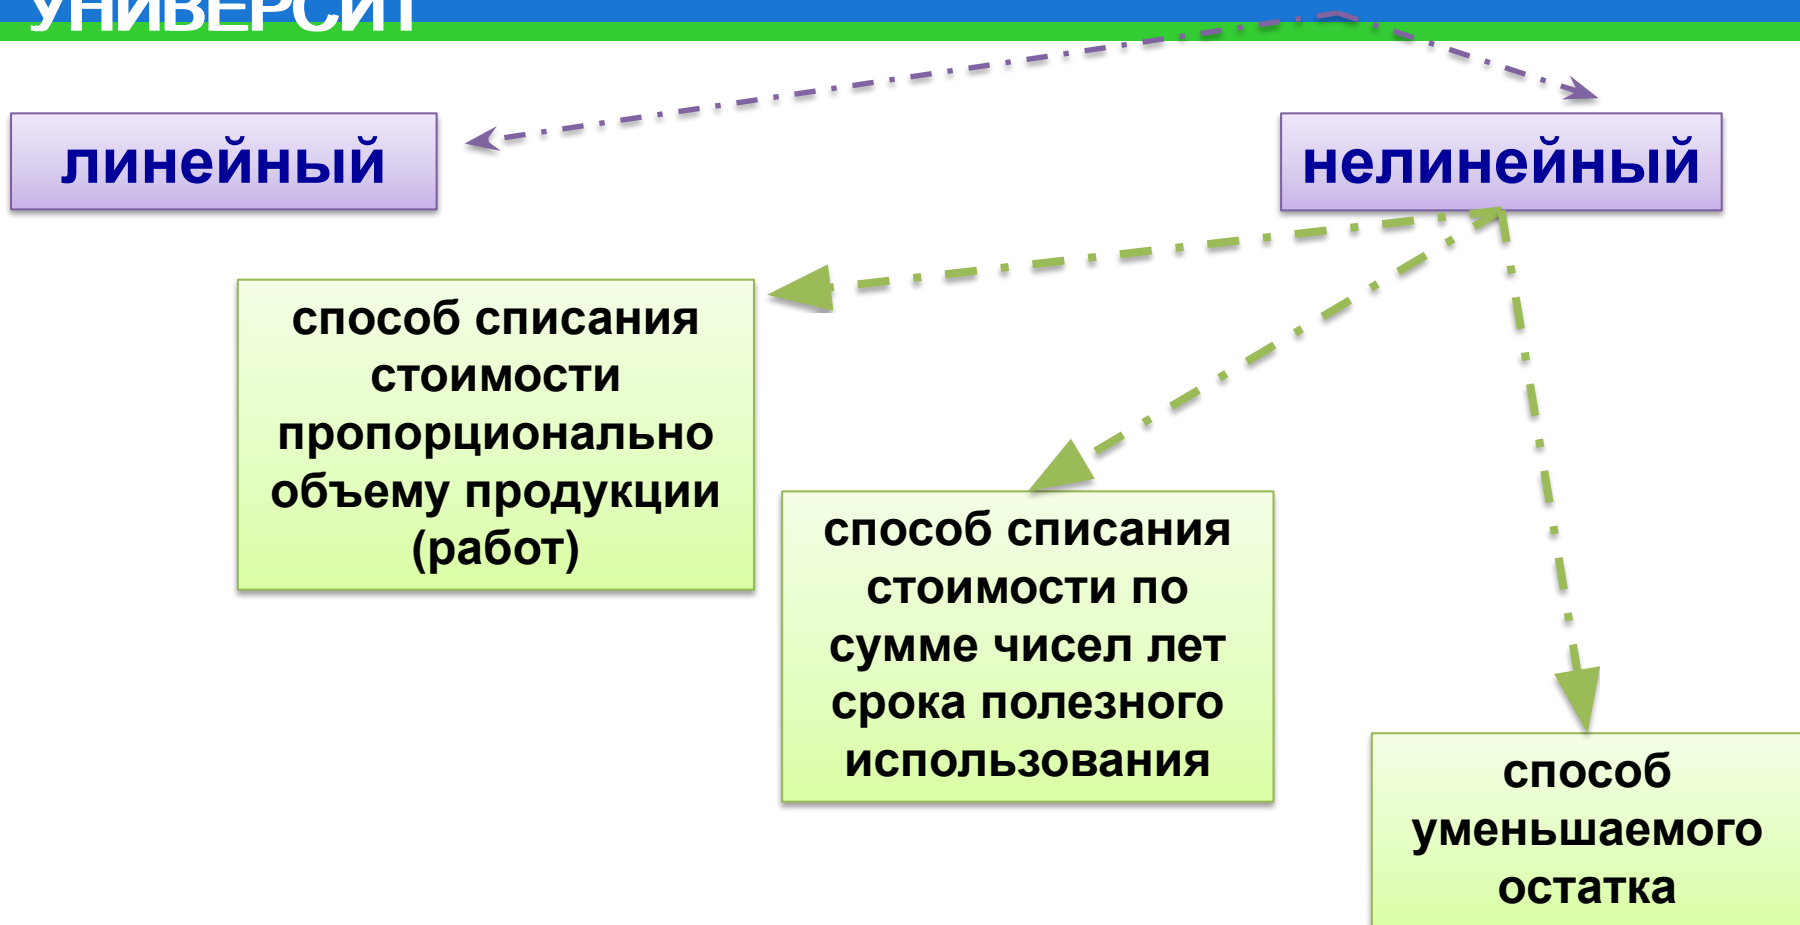 УНИВЕРСИТ
линейный
нелинейный
способ списания
стоимости
пропорционально
объему продукции
(работ)
способ списания
стоимости по
сумме чисел лет
срока полезного
использования
способ
уменьшаемого
остатка